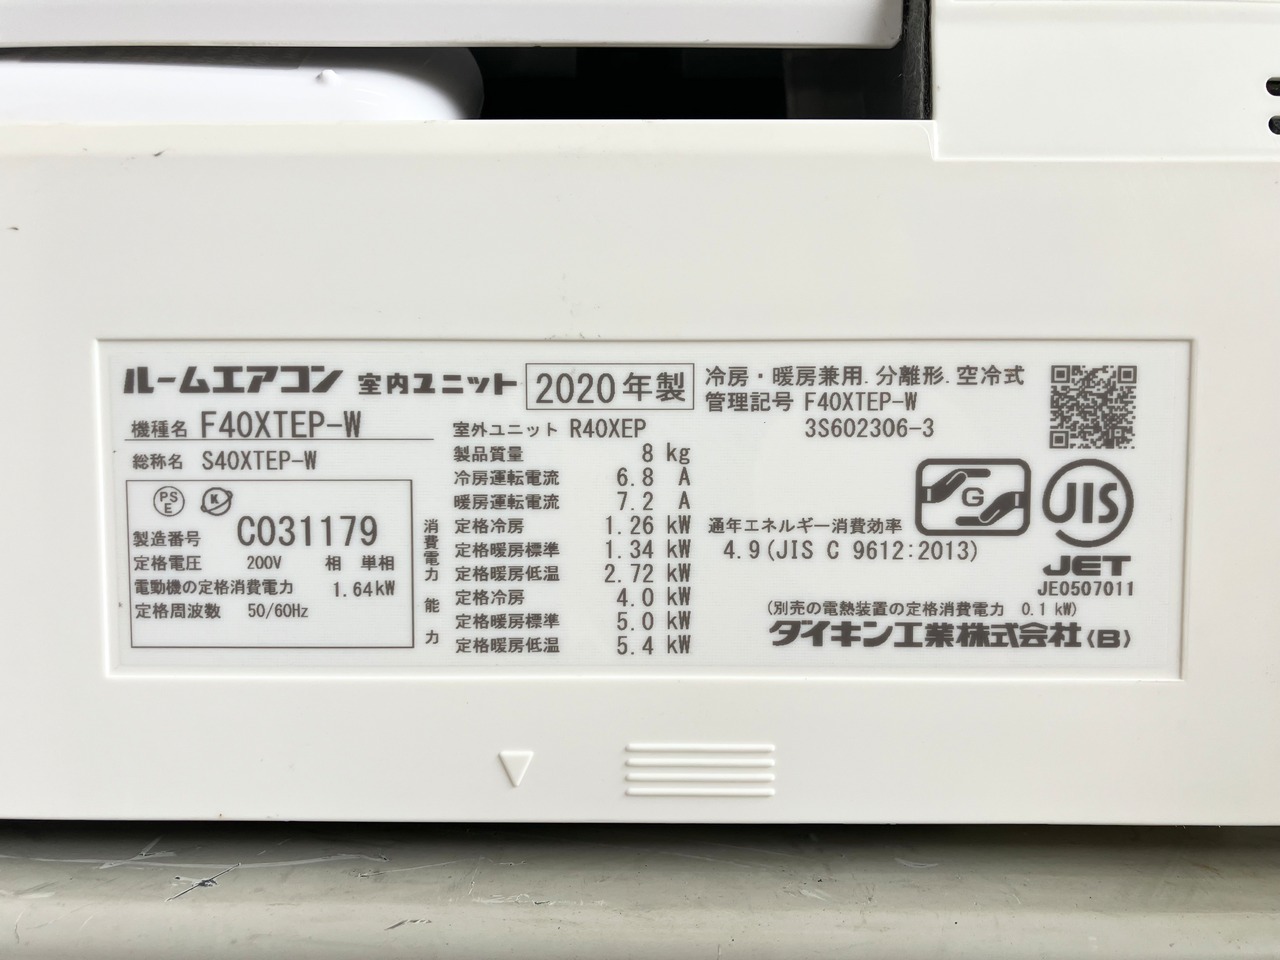 ルームエアコン 室内ユニット 2020年製
機種名 F40XTEP-W
総称名 S40XTEP-W
PS
E
K
製造番号 C031179
定格電圧 200V 相 単相
電動機の定格消費電力 1.64kW
定格周波数 50/60Hz
室外ユニット R40XEP
製品質量 8 kg
冷房運転電流 6.8 A
暖房運転電流 7.2 A
消費電力
定格冷房 1.26 kW
定格暖房標準 1.34 kW
定格暖房低温 2.72 kW
能力
定格冷房 4.0 kW
定格暖房標準 5.0 kW
定格暖房低温 5.4 kW
冷房・暖房兼用.分離形.空冷式
管理記号 F40XTEP-W
3S602306-3
通年エネルギー消費効率
4.9(JIS C 9612:2013)
G
JIS
JET
JE0507011
(別売の電熱装置の定格消費電力 0.1 kW)
ダイキン工業株式会社(B)